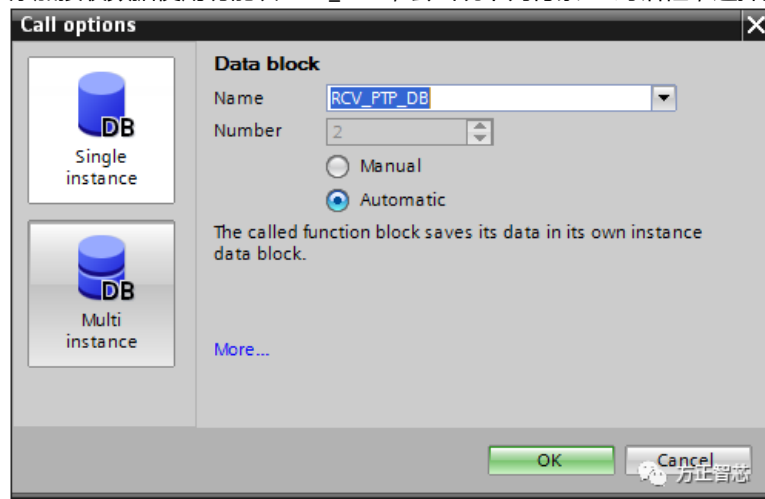 Call options
Data block
Name
RCV_PTP_DB
Number
2
Manual
Automatic
The called function block saves its data in its own instance
data block.
More...
DB
Single
instance
DB
Multi
instance
OK
Cancel
方正智芯